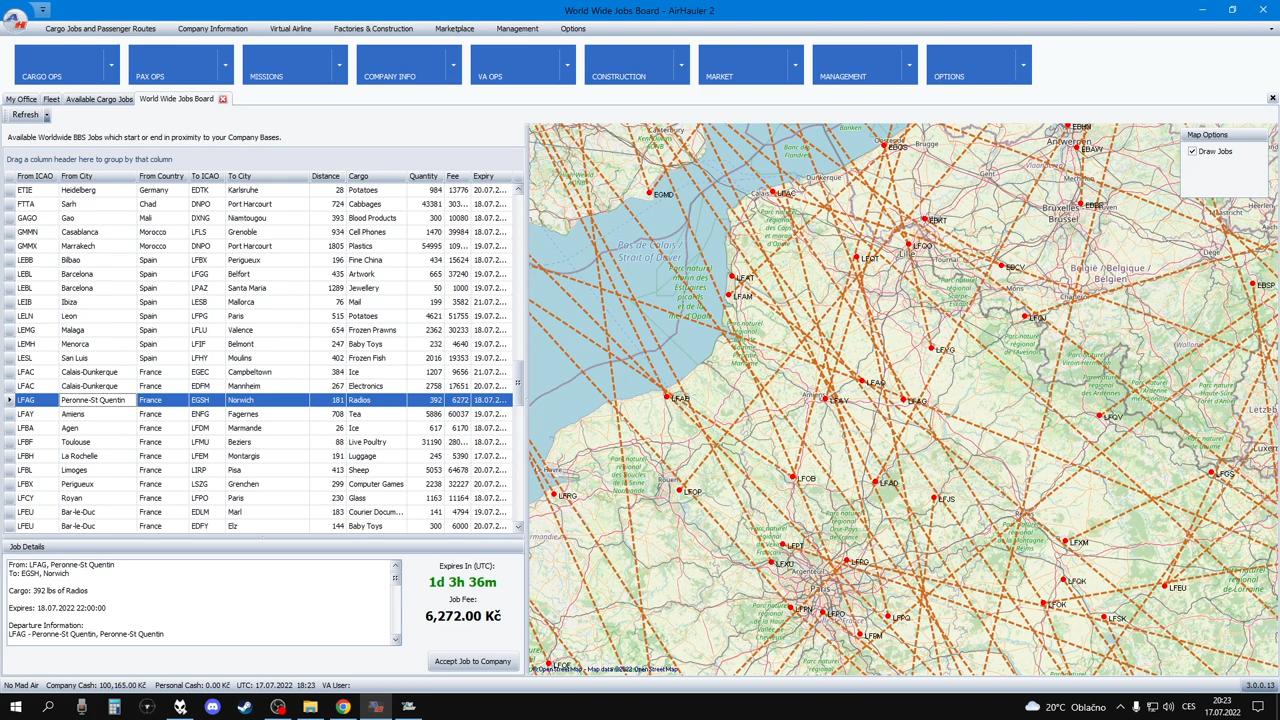 World Wide Jobs Board - AirHauler 2
Cargo Jobs and Passenger Routes Company Information Virtual Airline Factories & Construction Marketplace Management Options
CARGO OPS PAX OPS MISSIONS COMPANY INFO VA OPS CONSTRUCTION MARKET MANAGEMENT OPTIONS
My Office Fleet Available Cargo Jobs World Wide Jobs Board
Refresh
Available Worldwide BBS Jobs which start or end in proximity to your Company Bases.
Drag a column header here to group by that column
From ICAO From City From Country To ICAO To City Distance Cargo Quantity Fee Expiry
ETIE Heidelberg Germany EDTK Karlsruhe 28 Potatoes 984 13776 20.07.2...
FTTA Sarh Chad DNPO Port Harcourt 724 Cabbages 43381 303... 18.07.2...
GAGO Gao Mali DXNG Niamtougou 393 Blood Products 300 10080 18.07.2...
GMMN Casablanca Morocco LFLS Grenoble 934 Cell Phones 1470 39984 18.07.2...
GMMX Marrakech Morocco DNPO Port Harcourt 1805 Plastics 54995 109... 19.07.2...
LEBB Bilbao Spain LFBX Perigueux 196 Fine China 434 15624 18.07.2...
LEBL Barcelona Spain LFGG Belfort 435 Artwork 665 37240 19.07.2...
LEBL Barcelona Spain LPAZ Santa Maria 1289 Jewellery 50 1000 19.07.2...
LEIB Ibiza Spain LESB Mallorca 76 Mail 199 3582 21.07.2...
LELN Leon Spain LFPG Paris 515 Potatoes 4621 51755 19.07.2...
LEMG Malaga Spain LFLU Valence 654 Frozen Prawns 2362 30233 18.07.2...
LEMH Menorca Spain LFIF Belmont 247 Baby Toys 232 4640 19.07.2...
LESL San Luis Spain LFHY Moulins 402 Frozen Fish 2016 19353 19.07.2...
LFAC Calais-Dunkerque France EGEC Campbeltown 384 Ice 1207 9656 21.07.2...
LFAC Calais-Dunkerque France EDFM Mannheim 267 Electronics 2758 17651 20.07.2...
LFAG Peronne-St Quentin France EGSH Norwich 181 Radios 392 6272 18.07.2...
LFAY Amiens France ENFG Fagernes 708 Tea 5886 60037 19.07.2...
LFBA Agen France LFDM Marmande 26 Ice 617 6170 18.07.2...
LFBF Toulouse France LFMU Beziers 88 Live Poultry 31190 280... 18.07.2...
LFBH La Rochelle France LFEM Montargis 191 Luggage 245 5390 17.07.2...
LFBL Limoges France LIRP Pisa 413 Sheep 5053 64678 20.07.2...
LFBX Perigueux France LSZG Grenchen 299 Computer Games 2238 32227 20.07.2...
LFCY Royan France LFPO Paris 230 Glass 1163 11164 18.07.2...
LFEU Bar-le-Duc France EDLM Marl 183 Courier Docum... 141 4794 19.07.2...
LFEU Bar-le-Duc France EDFY Elz 144 Baby Toys 300 6000 20.07.2...
Job Details
From: LFAG, Peronne-St Quentin
To: EGSH, Norwich
Cargo: 392 lbs of Radios
Expires: 18.07.2022 22:00:00
Departure Information:
LFAG - Peronne-St Quentin, Peronne-St Quentin
Expires In (UTC):
1d 3h 36m
Job Fee:
6,272.00 Kč
Accept Job to Company
Map Options
Draw Jobs
Canterbury
EGMD
Calais
LFAC
Dunkerque
Brugge
Antwerpen
EBAW
Gent
Mechelen
Bruxelles
Brussel
EBBR
EBKT
LFQQ
Lille
Tournai
LFQT
EBCV
Mons
België / Belgique /
Belgien
Charleroi
EBSP
Pas de Calais /
Strait of Dover
LFAT
LFAM
LFQJ
LFYG
LFAQ
LFAG
LFAY
Amiens
LFAB
LFQV
LFGS
LFRG
Rouen
LFOP
LFOB
LFAD
LFJS
Reims
LFXM
LFPT
LFXU
Argenteuil
LFPG
Paris
LFPN
LFPO
LFPQ
LFPM
LFQK
LFOK
LFEU
LFSK
© OpenStreetMap - Map data ©2022 OpenStreetMap
No Mad Air Company Cash: 100,165.00 Kč Personal Cash: 0.00 Kč UTC: 17.07.2022 18:23 VA User: 3.0.0.13
20°C Oblačno CES 20:23
17.07.2022